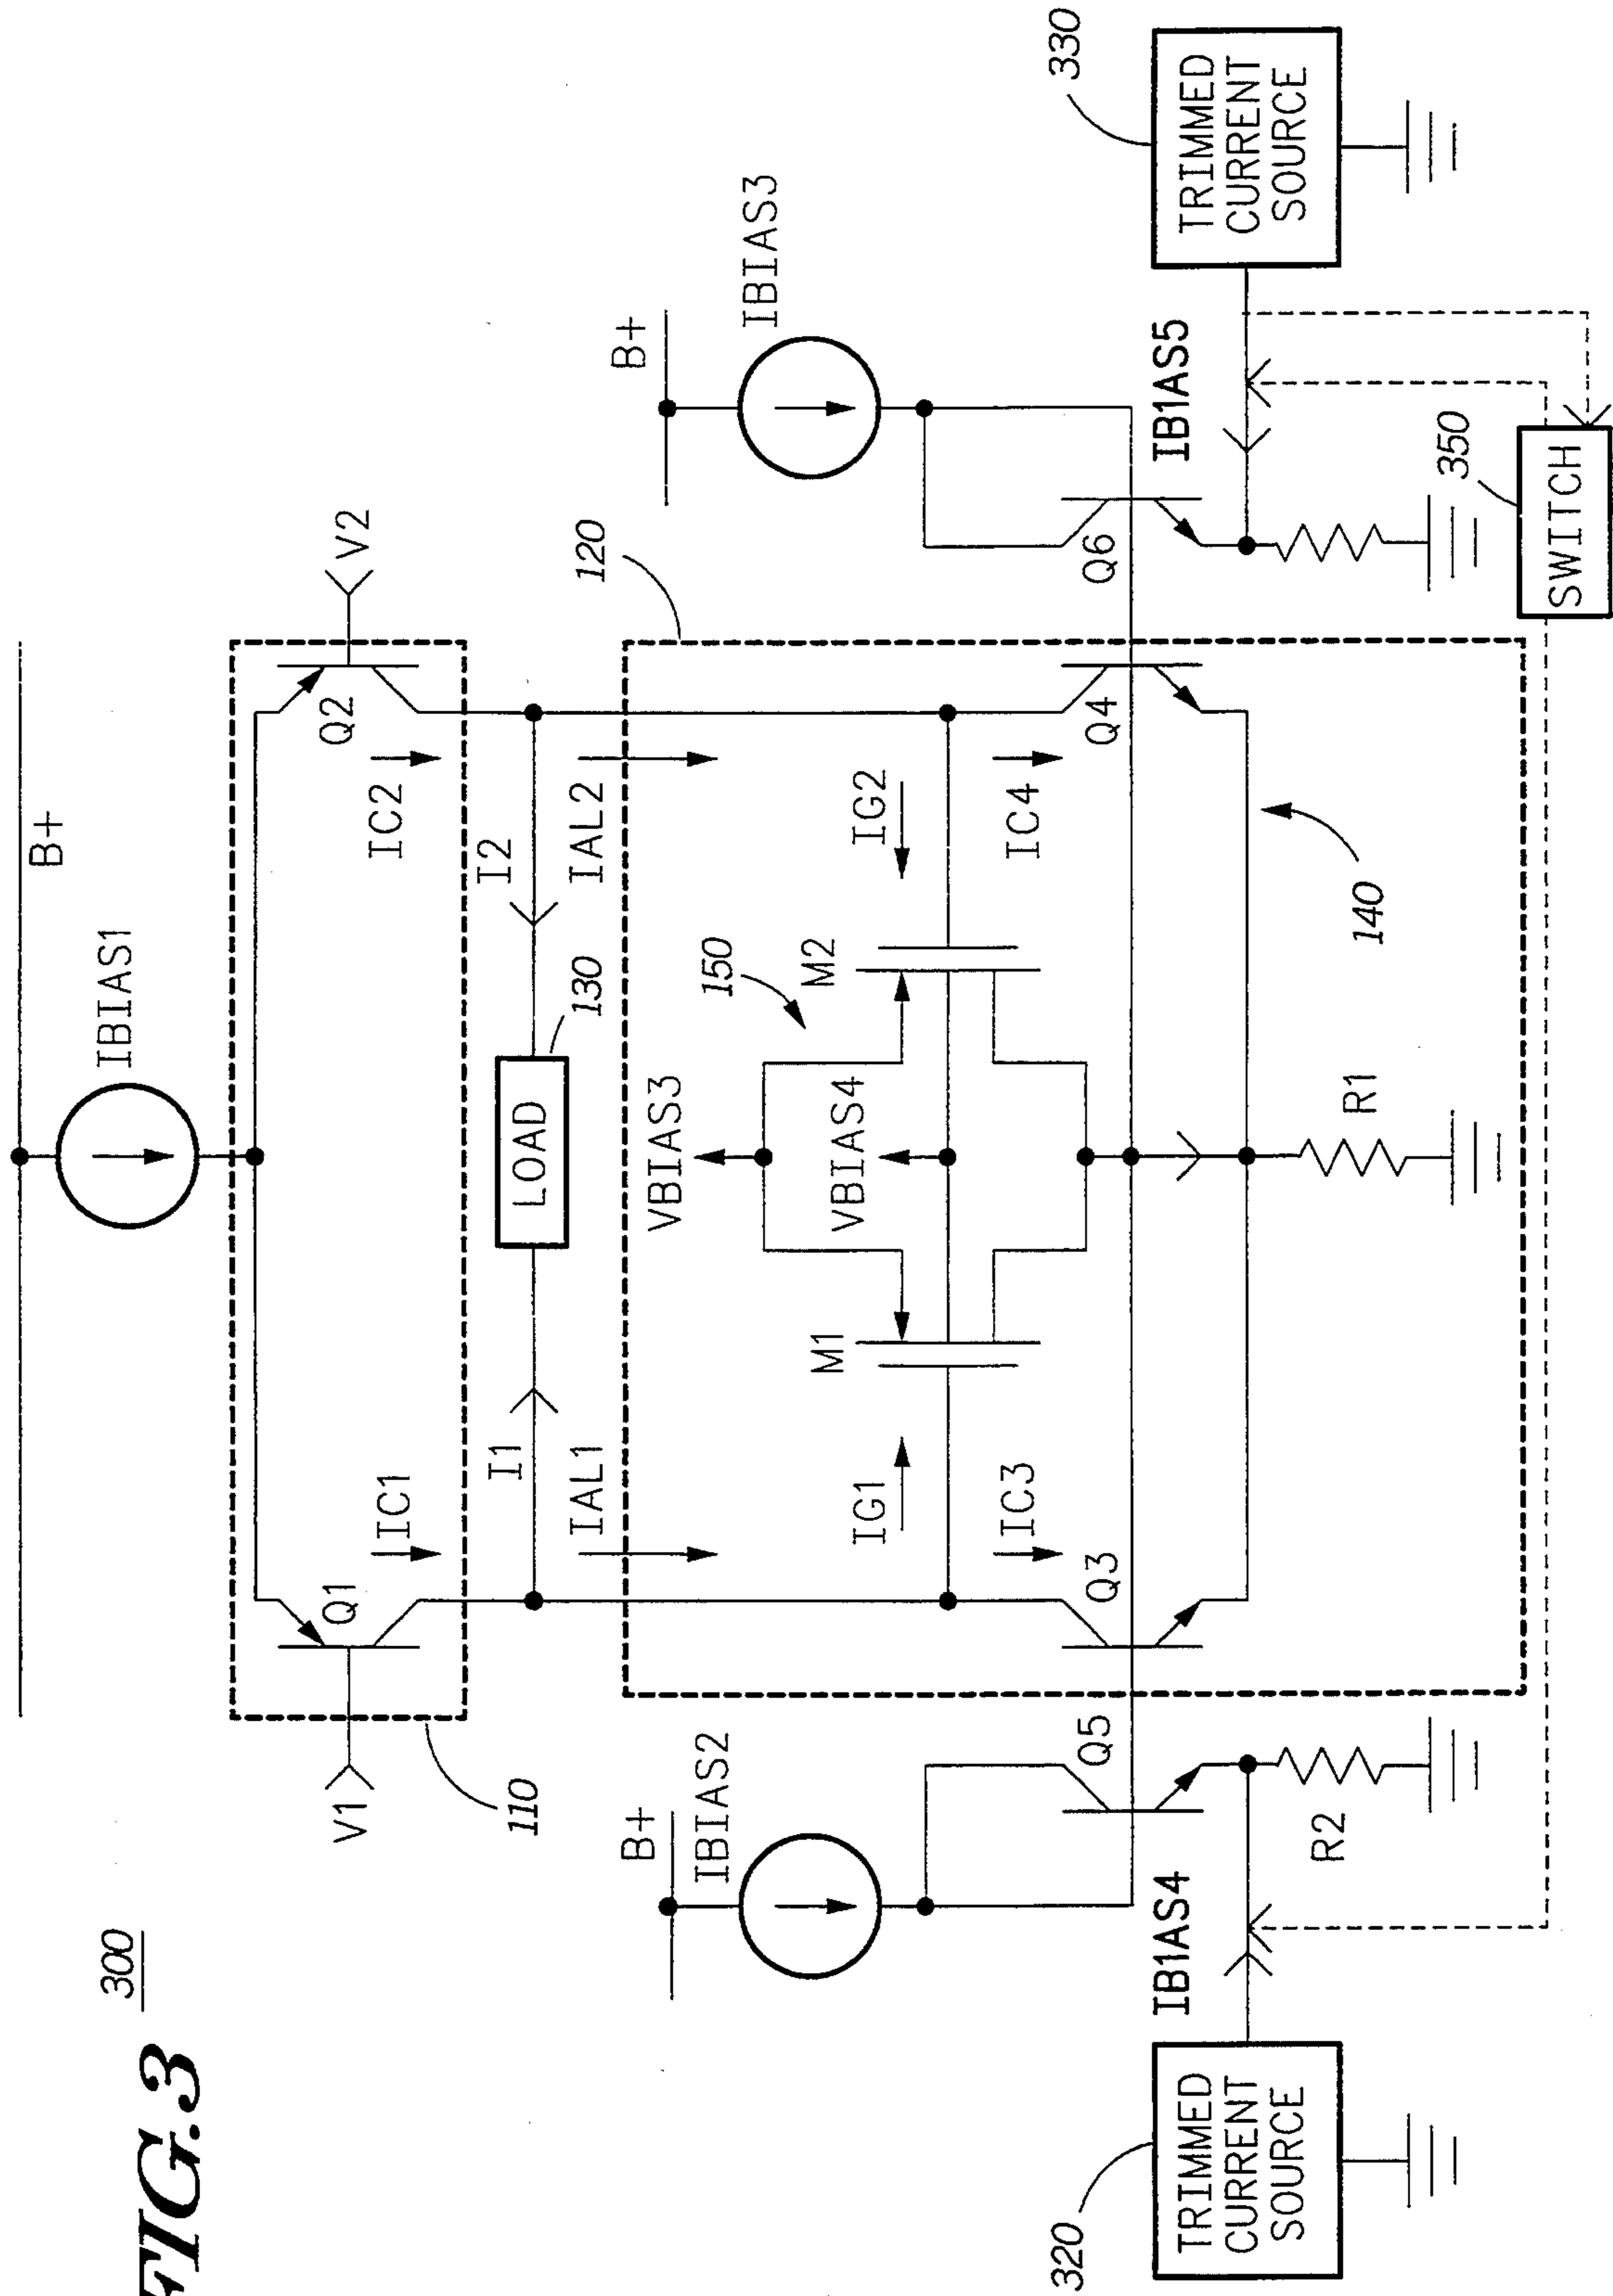 FIG.3
300
B+
IBIAS1
V1
Q1
IC1
110
Q2
V2
IC2
I1
LOAD
130
I2
IAL1
IAL2
120
B+
IBIAS2
B+
IBIAS3
VBIAS3
150
VBIAS4
M1
M2
IG1
IG2
IC3
IC4
Q5
Q3
Q4
Q6
320
TRIMMED
CURRENT
SOURCE
IB1AS4
R2
R1
140
IB1AS5
330
TRIMMED
CURRENT
SOURCE
350
SWITCH